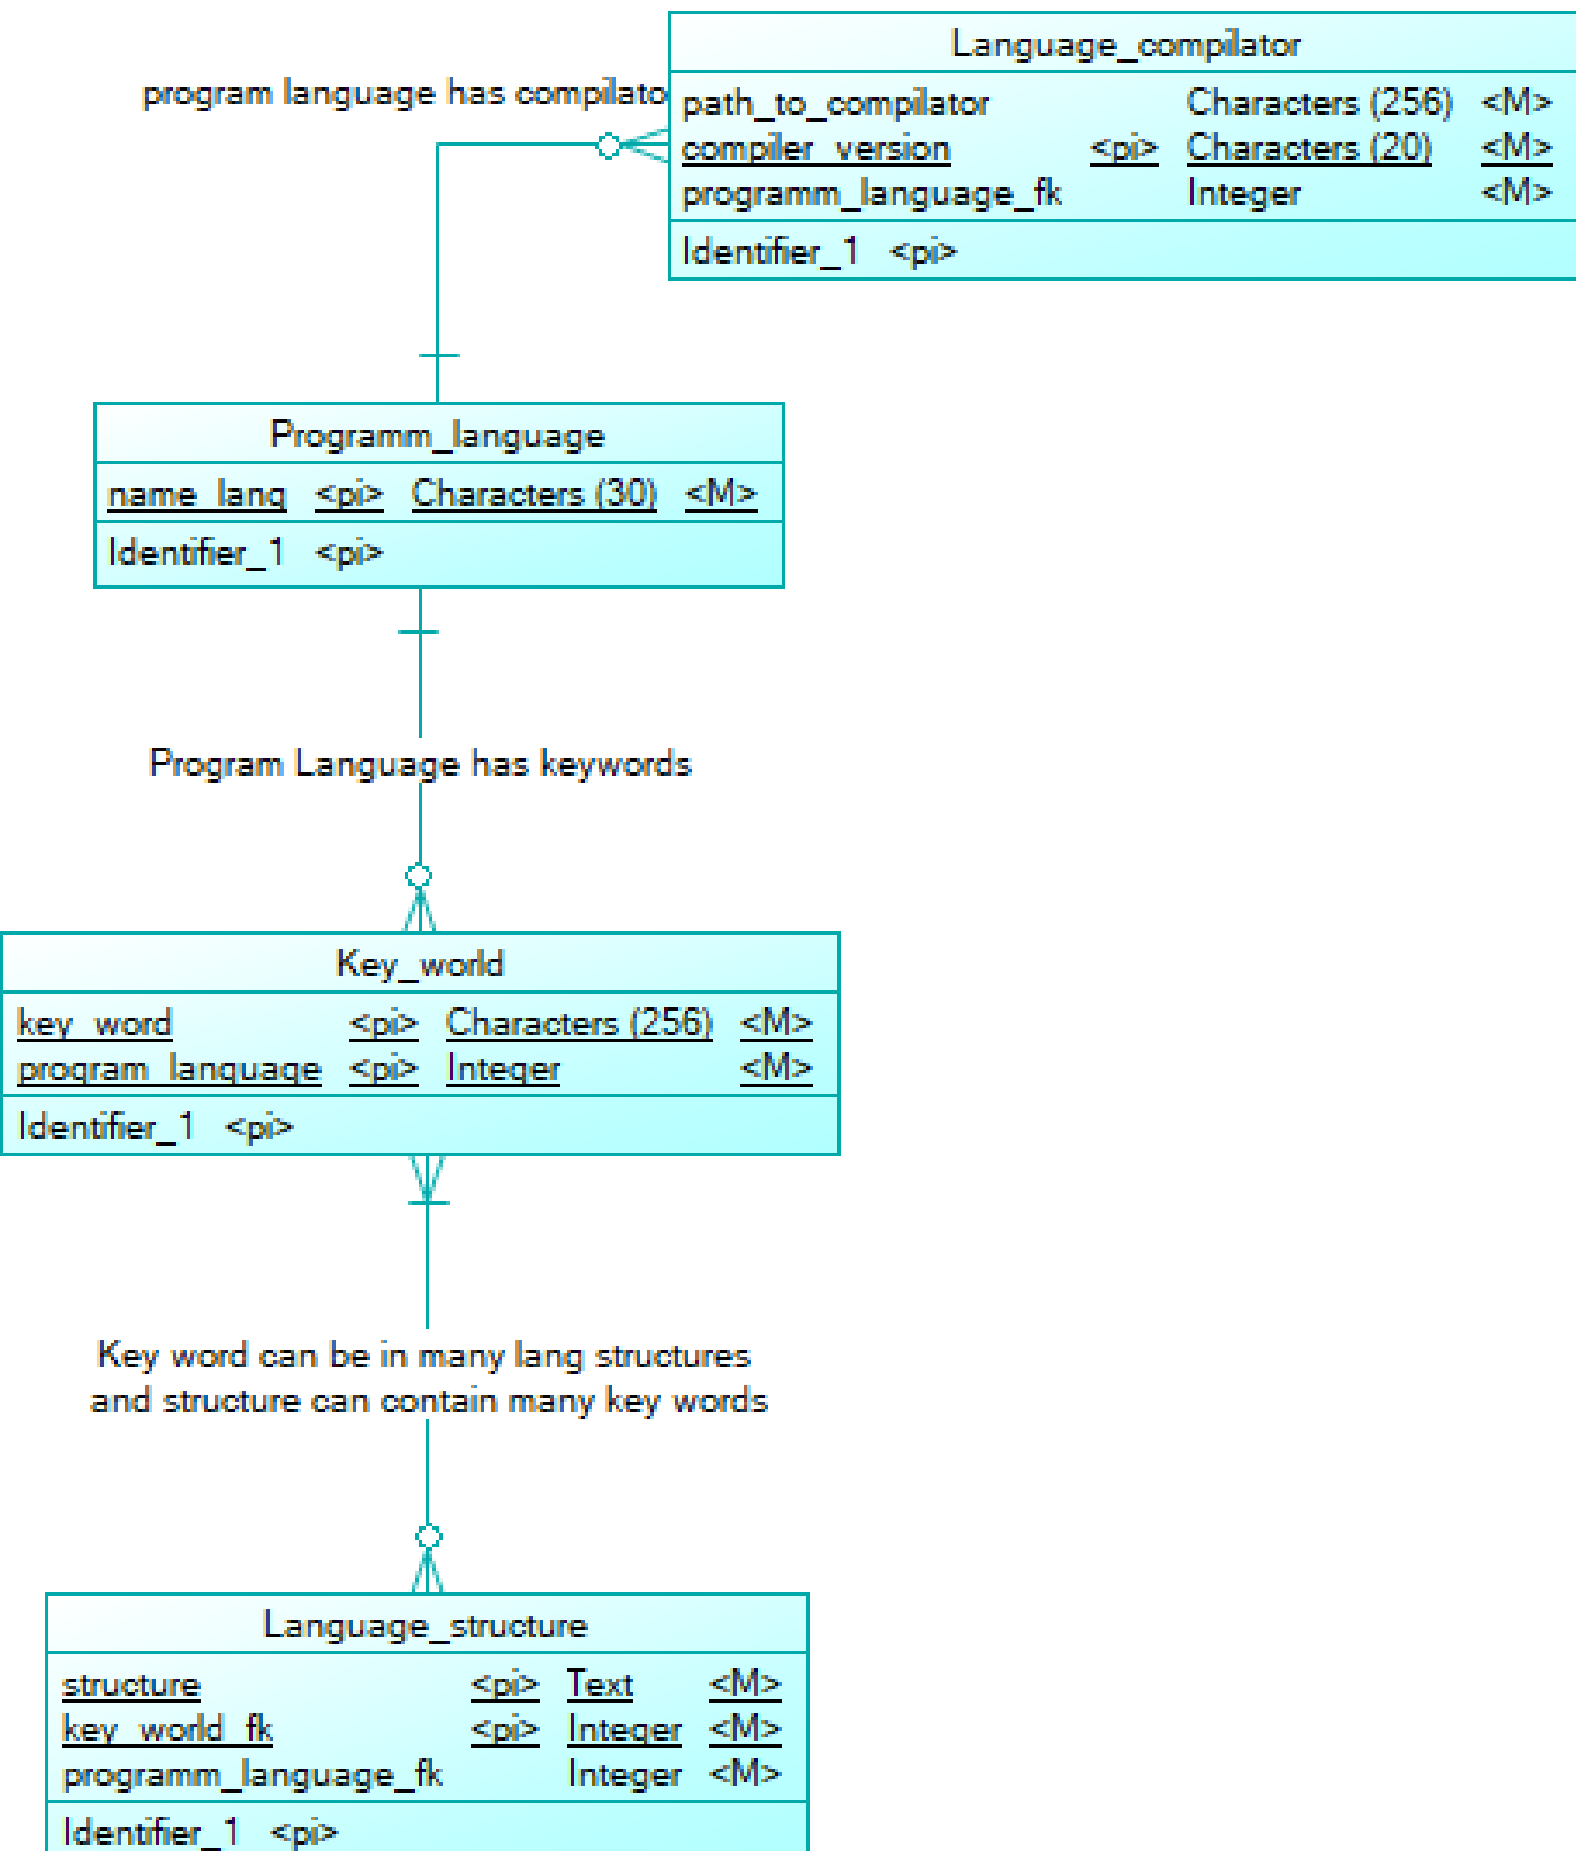 Language_compilator
program language has compilato
path_to_compilator Characters (256) <M>
compiler_version <pi> Characters (20) <M>
programm_language_fk Integer <M>
Identifier_1 <pi>
Programm_language
name_lang <pi> Characters (30) <M>
Identifier_1 <pi>
Program Language has keywords
Key_world
key_word <pi> Characters (256) <M>
program_language <pi> Integer <M>
Identifier_1 <pi>
Key word can be in many lang structures
and structure can contain many key words
Language_structure
structure <pi> Text <M>
key_world_fk <pi> Integer <M>
programm_language_fk Integer <M>
Identifier_1 <pi>